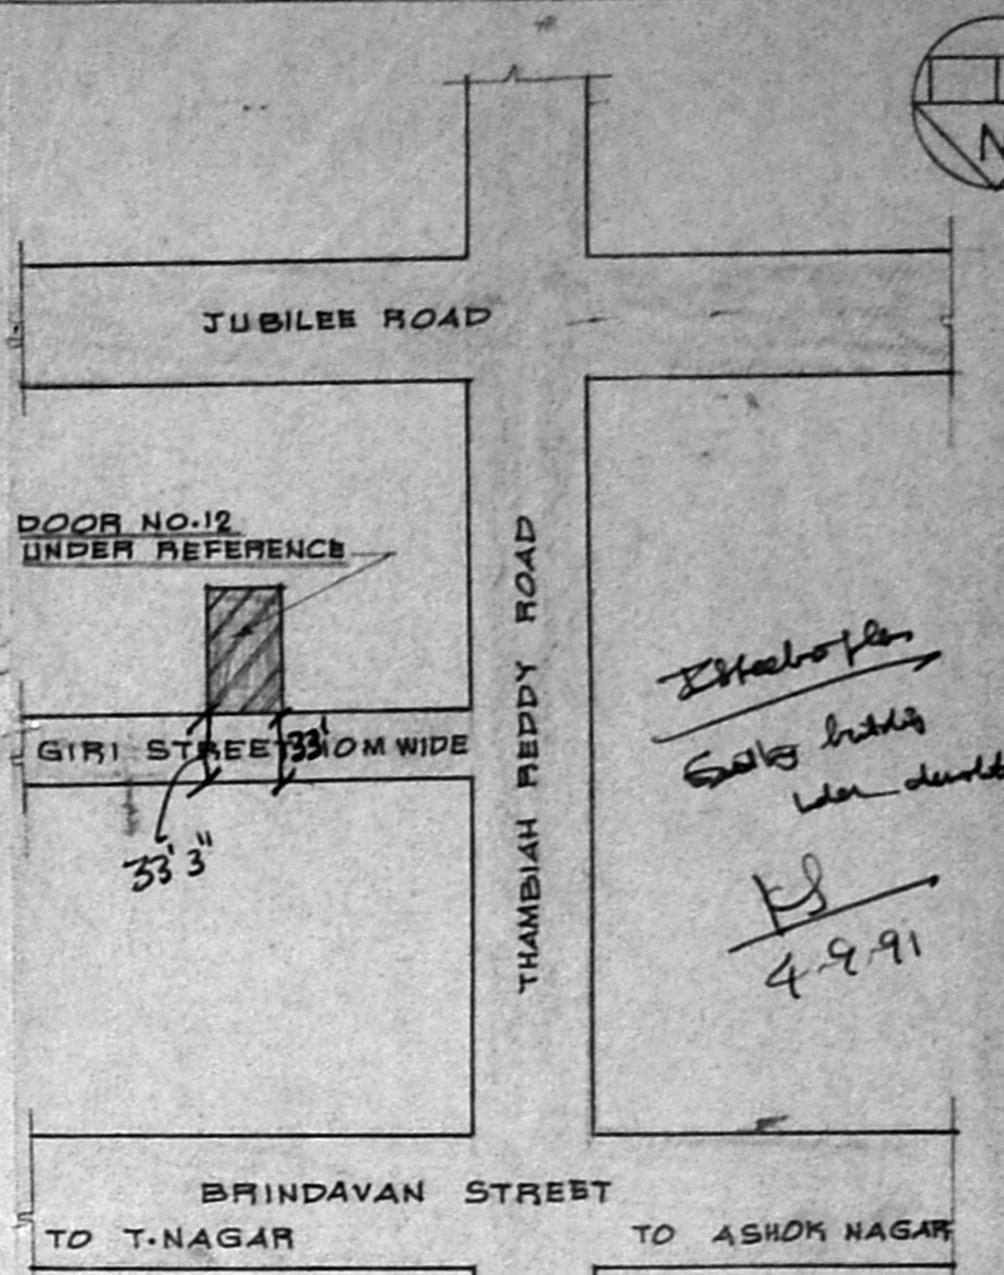 N
JUBILEE ROAD
DOOR NO.12
UNDER REFERENCE
GIRI STREET 33' 10M WIDE
33' 3"
THAMBIAH REDDY ROAD
4-9-91
BRINDAVAN STREET
TO T.NAGAR
TO ASHOK NAGAR